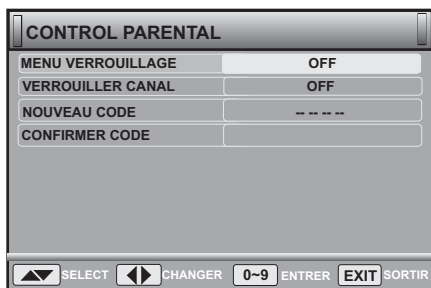 CONTROL PARENTAL
MENU VERROUILLAGE OFF
VERROUILLER CANAL OFF
NOUVEAU CODE -- -- -- --
CONFIRMER CODE
SELECT CHANGER 0~9 ENTRER EXIT SORTIR